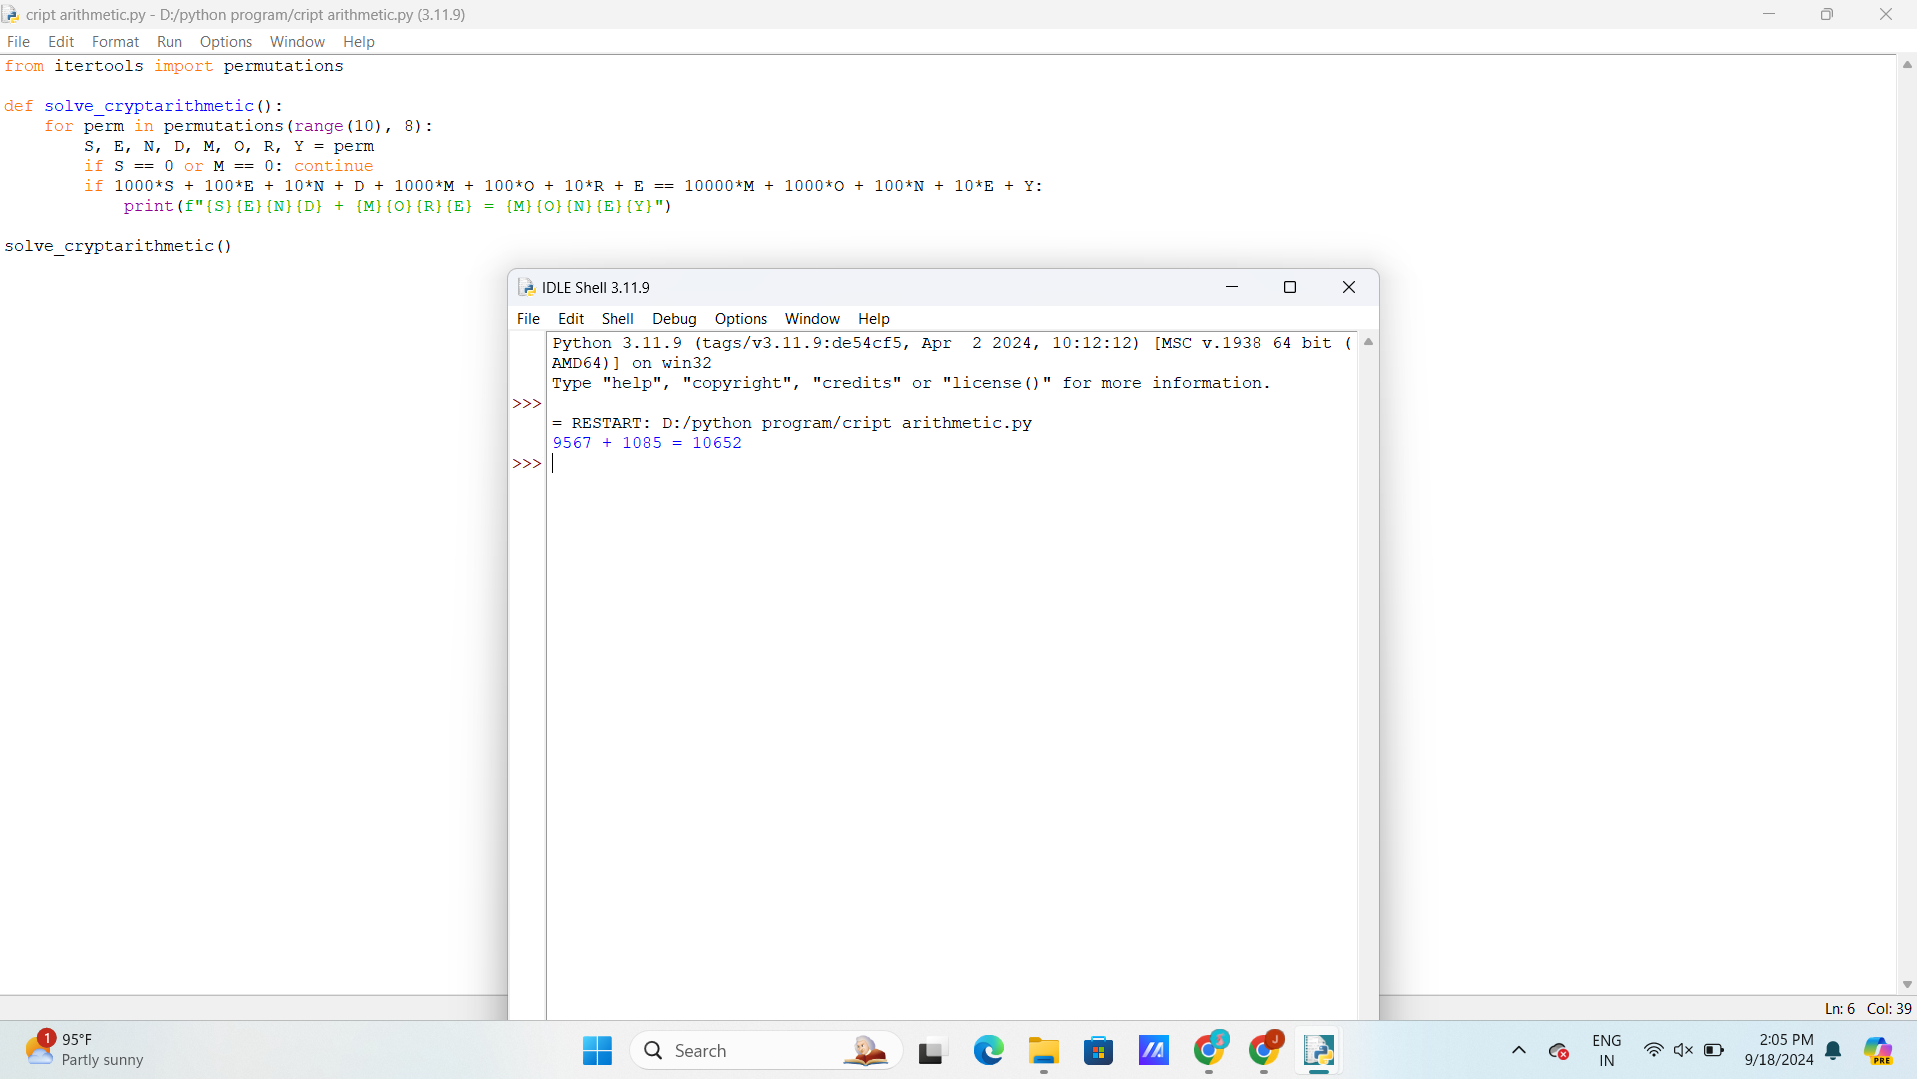 cript arithmetic.py - D:/python program/cript arithmetic.py (3.11.9)
File Edit Format Run Options Window Help
from itertools import permutations
def solve_cryptarithmetic():
    for perm in permutations(range(10), 8):
        S, E, N, D, M, O, R, Y = perm
        if S == 0 or M == 0: continue
        if 1000*S + 100*E + 10*N + D + 1000*M + 100*O + 10*R + E == 10000*M + 1000*O + 100*N + 10*E + Y:
            print(f"{S}{E}{N}{D} + {M}{O}{R}{E} = {M}{O}{N}{E}{Y}")
solve_cryptarithmetic()
IDLE Shell 3.11.9
File Edit Shell Debug Options Window Help
Python 3.11.9 (tags/v3.11.9:de54cf5, Apr  2 2024, 10:12:12) [MSC v.1938 64 bit (
AMD64)] on win32
Type "help", "copyright", "credits" or "license()" for more information.
>>>
= RESTART: D:/python program/cript arithmetic.py
9567 + 1085 = 10652
>>>
Ln: 6 Col: 39
1
95°F
Partly sunny
Search
S
J
ENG
IN
2:05 PM
9/18/2024
PRE